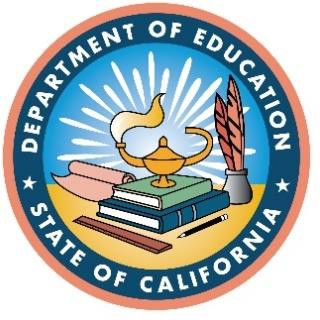 DEPARTMENT OF EDUCATION
STATE OF CALIFORNIA